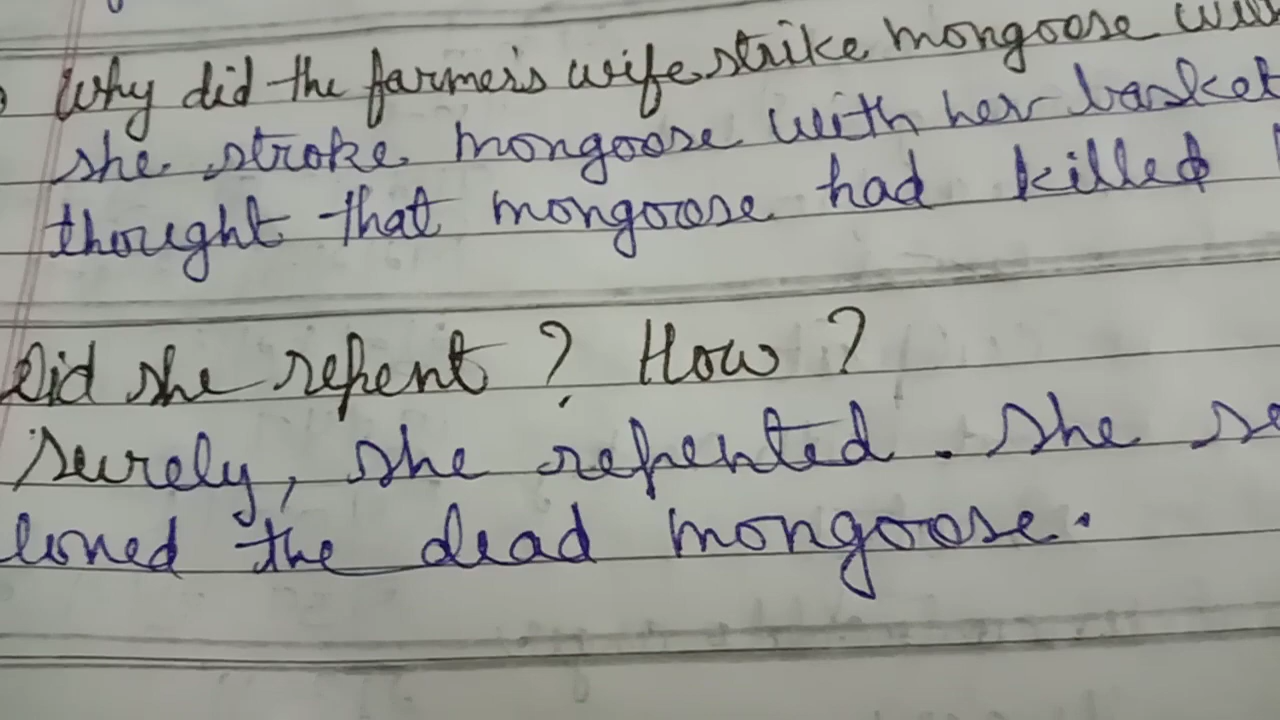 Why did the farmer's wife strike mongoose
she stroke mongoose with her basket
thought that mongoose had killed
Did she repent ? How ?
Surely, she repented . She
the dead mongoose.